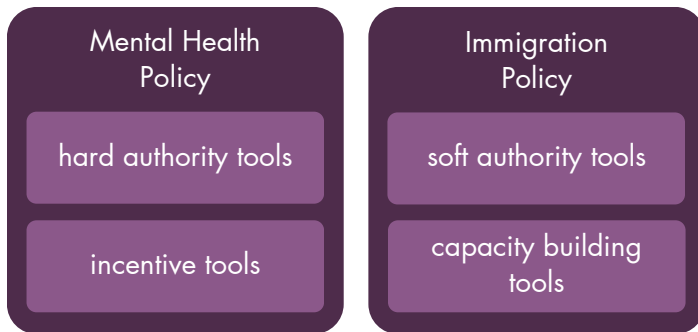 Mental Health
Policy
hard authority tools
incentive tools
Immigration
Policy
soft authority tools
capacity building
tools